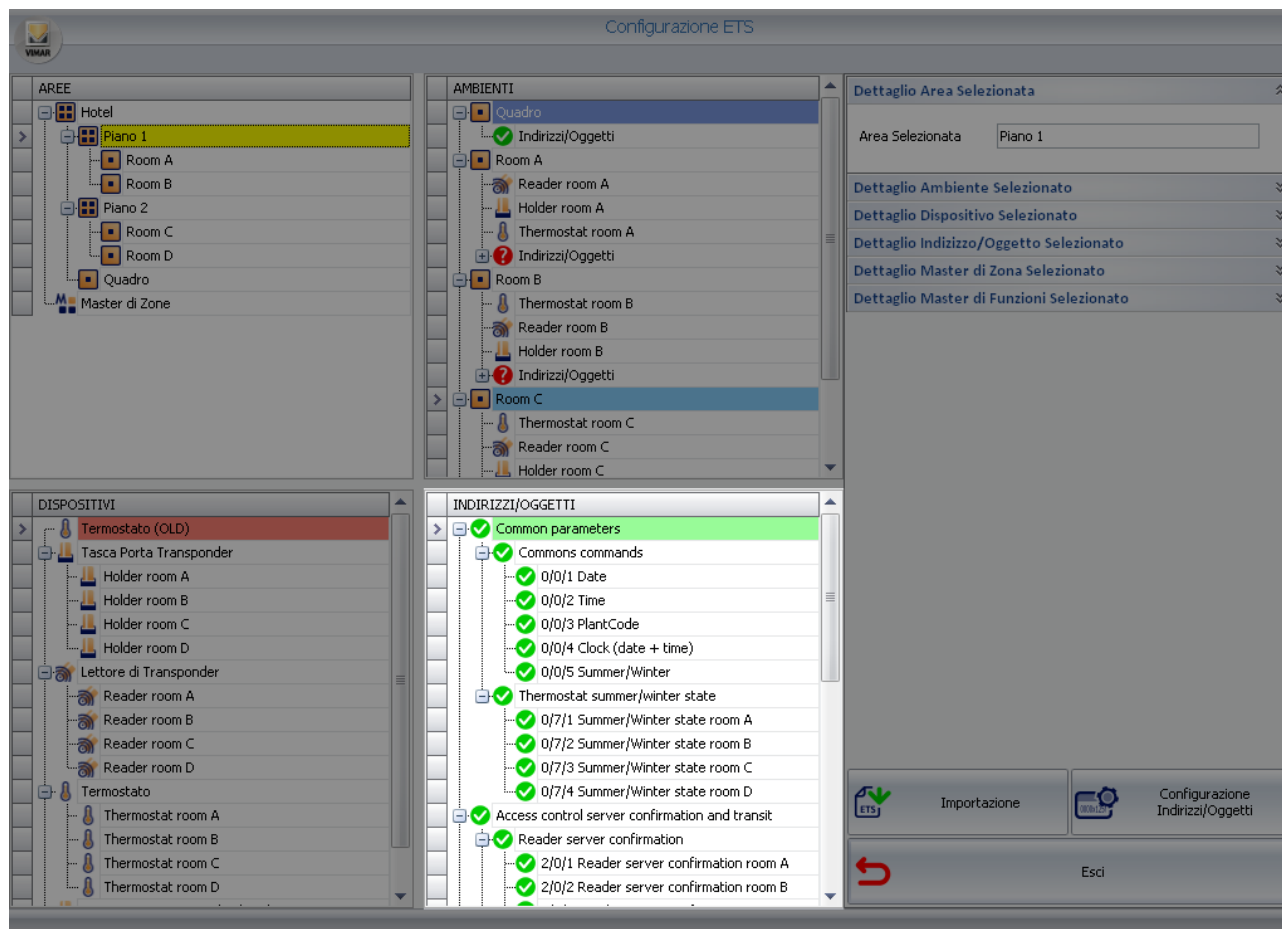 Configurazione ETS
VIMAR
AREE
Hotel
Piano 1
Room A
Room B
Piano 2
Room C
Room D
Quadro
Master di Zone
AMBIENTI
Quadro
Indirizzi/Oggetti
Room A
Reader room A
Holder room A
Thermostat room A
Indirizzi/Oggetti
Room B
Thermostat room B
Reader room B
Holder room B
Indirizzi/Oggetti
Room C
Thermostat room C
Reader room C
Holder room C
Dettaglio Area Selezionata
Area Selezionata Piano 1
Dettaglio Ambiente Selezionato
Dettaglio Dispositivo Selezionato
Dettaglio Indizizzo/Oggetto Selezionato
Dettaglio Master di Zona Selezionato
Dettaglio Master di Funzioni Selezionato
DISPOSITIVI
Termostato (OLD)
Tasca Porta Transponder
Holder room A
Holder room B
Holder room C
Holder room D
Lettore di Transponder
Reader room A
Reader room B
Reader room C
Reader room D
Termostato
Thermostat room A
Thermostat room B
Thermostat room C
Thermostat room D
INDIRIZZI/OGGETTI
Common parameters
Commons commands
0/0/1 Date
0/0/2 Time
0/0/3 PlantCode
0/0/4 Clock (date + time)
0/0/5 Summer/Winter
Thermostat summer/winter state
0/7/1 Summer/Winter state room A
0/7/2 Summer/Winter state room B
0/7/3 Summer/Winter state room C
0/7/4 Summer/Winter state room D
Access control server confirmation and transit
Reader server confirmation
2/0/1 Reader server confirmation room A
2/0/2 Reader server confirmation room B
ETS
Importazione
Configurazione
Indirizzi/Oggetti
Esci